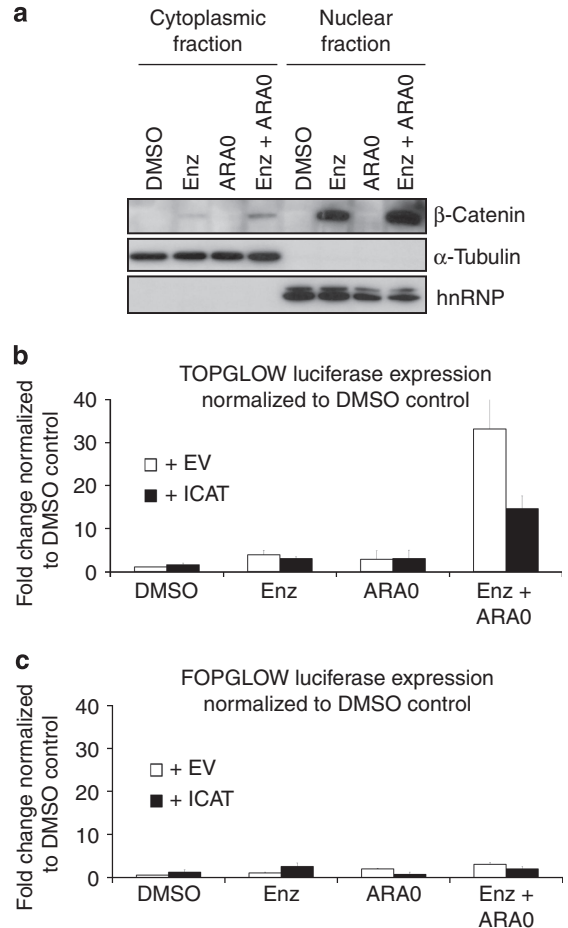 a
Cytoplasmic fraction
Nuclear fraction
DMSO
Enz
ARA0
Enz + ARA0
DMSO
Enz
ARA0
Enz + ARA0
β-Catenin
α-Tubulin
hnRNP
b
TOPGLOW luciferase expression
normalized to DMSO control
Fold change normalized
to DMSO control
40
30
20
10
0
+ EV
+ ICAT
DMSO
Enz
ARA0
Enz +
ARA0
c
FOPGLOW luciferase expression
normalized to DMSO control
Fold change normalized
to DMSO control
40
30
20
10
0
+ EV
+ ICAT
DMSO
Enz
ARA0
Enz +
ARA0